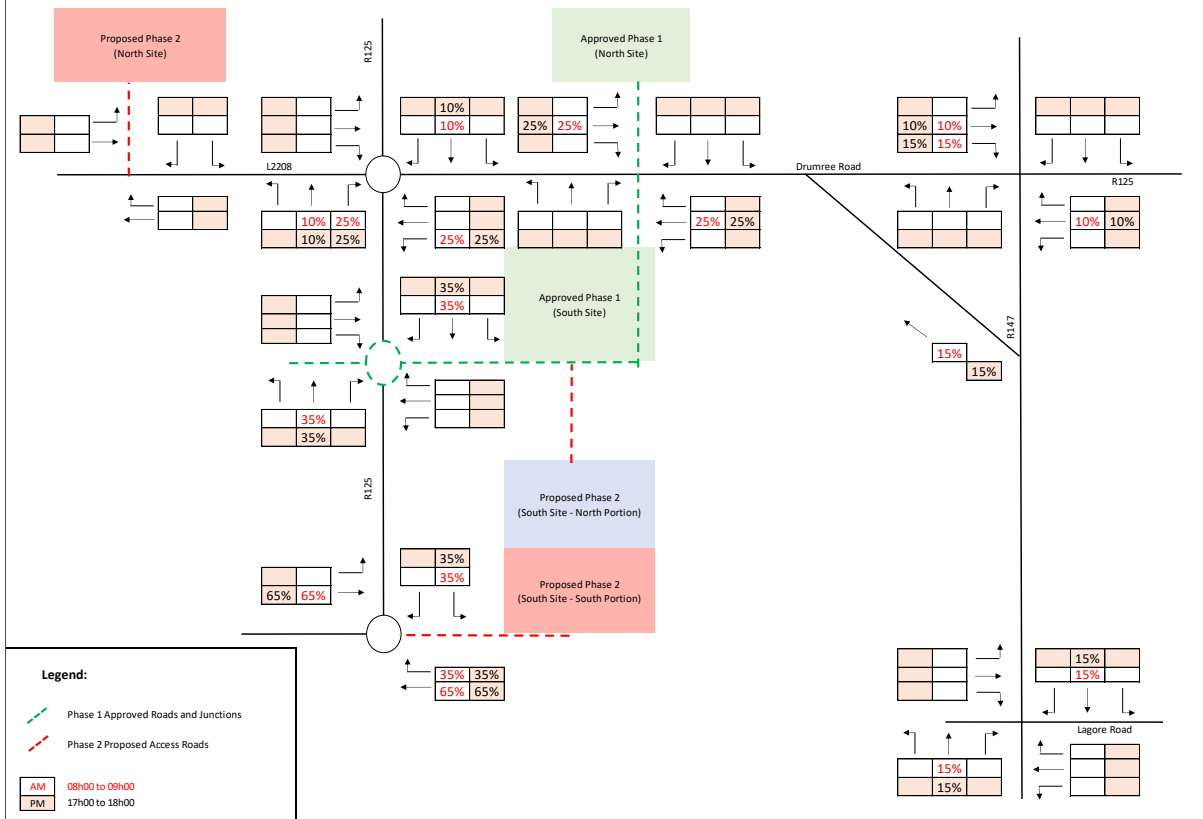 Proposed Phase 2
(North Site)
R125
Approved Phase 1
(North Site)
10%
10%
25% 25%
10% 10%
15% 15%
L2208
Drumree Road
R125
10% 25%
10% 25%
25% 25%
25% 25%
10% 10%
35%
35%
Approved Phase 1
(South Site)
R147
15%
15%
35%
35%
R125
Proposed Phase 2
(South Site - North Portion)
35%
35%
65% 65%
Proposed Phase 2
(South Site - South Portion)
35% 35%
65% 65%
15%
15%
Lagore Road
15%
15%
Legend:
Phase 1 Approved Roads and Junctions
Phase 2 Proposed Access Roads
AM 08h00 to 09h00
PM 17h00 to 18h00